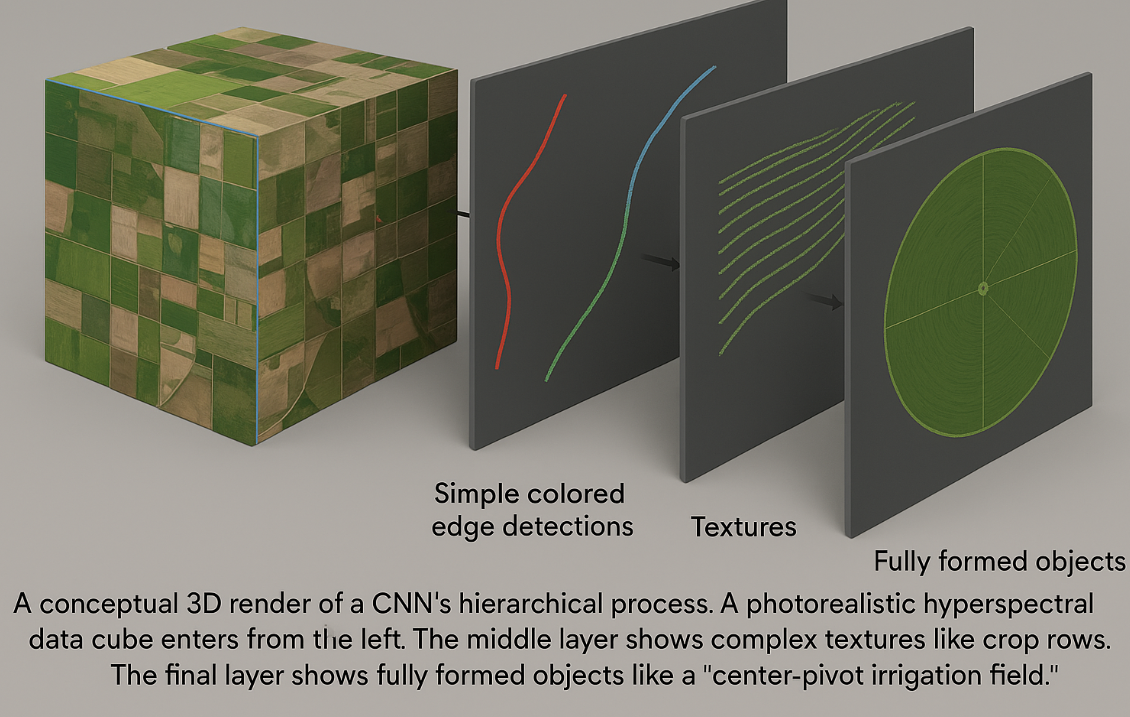 Simple colored
edge detections
Textures
Fully formed objects
A conceptual 3D render of a CNN's hierarchical process. A photorealistic hyperspectral
data cube enters from the left. The middle layer shows complex textures like crop rows.
The final layer shows fully formed objects like a "center-pivot irrigation field."